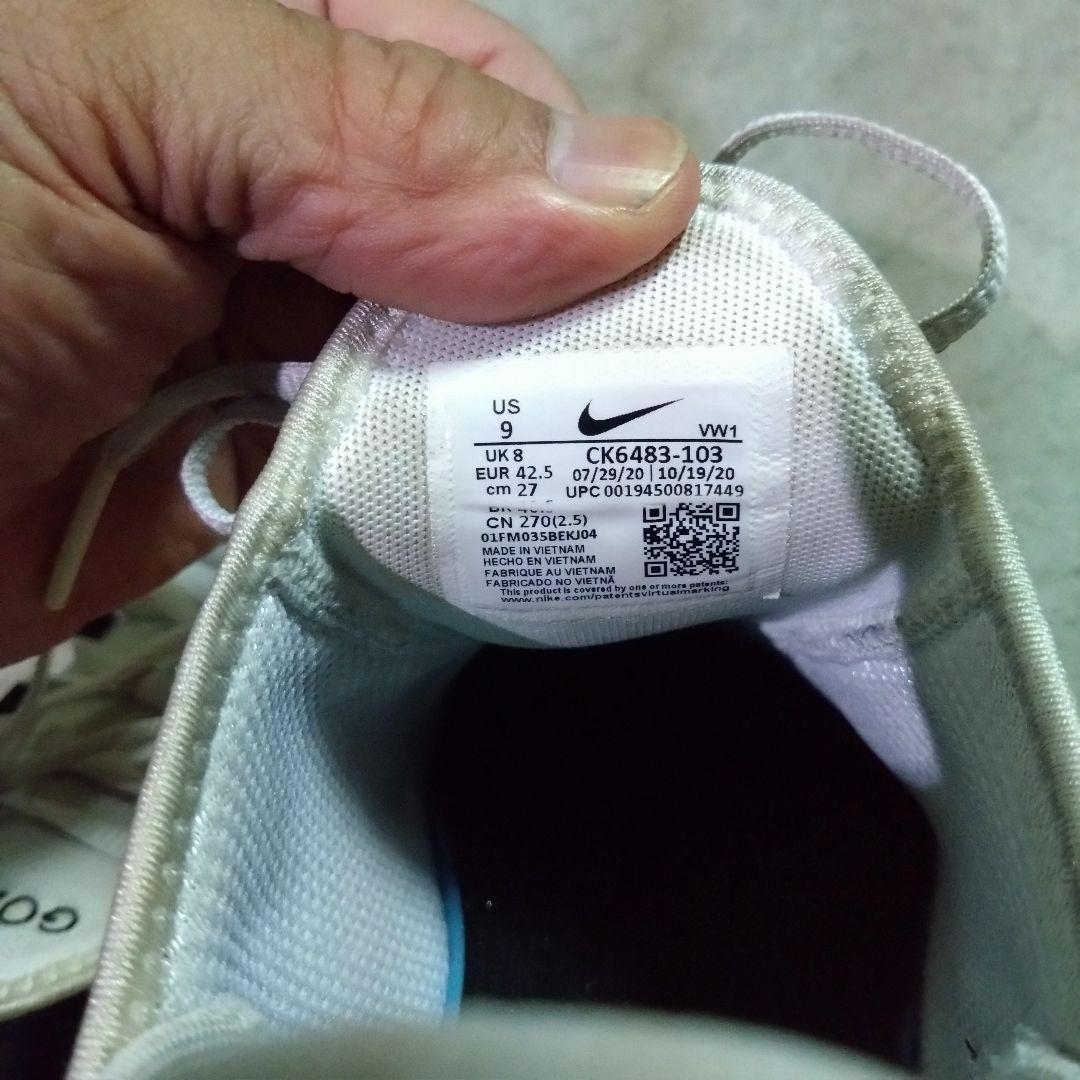 US
9
VW1
UK 8
CK6483-103
EUR 42.5
07/29/20 | 10/19/20
cm 27
UPC 00194500817449
CN 270(2.5)
01FM035BEKJ04
MADE IN VIETNAM
HECHO EN VIETNAM
FABRIQUE AU VIETNAM
FABRICADO NO VIETNÃ
This product is covered by one or more patents:
www.nike.com/patentsvirtualmarking